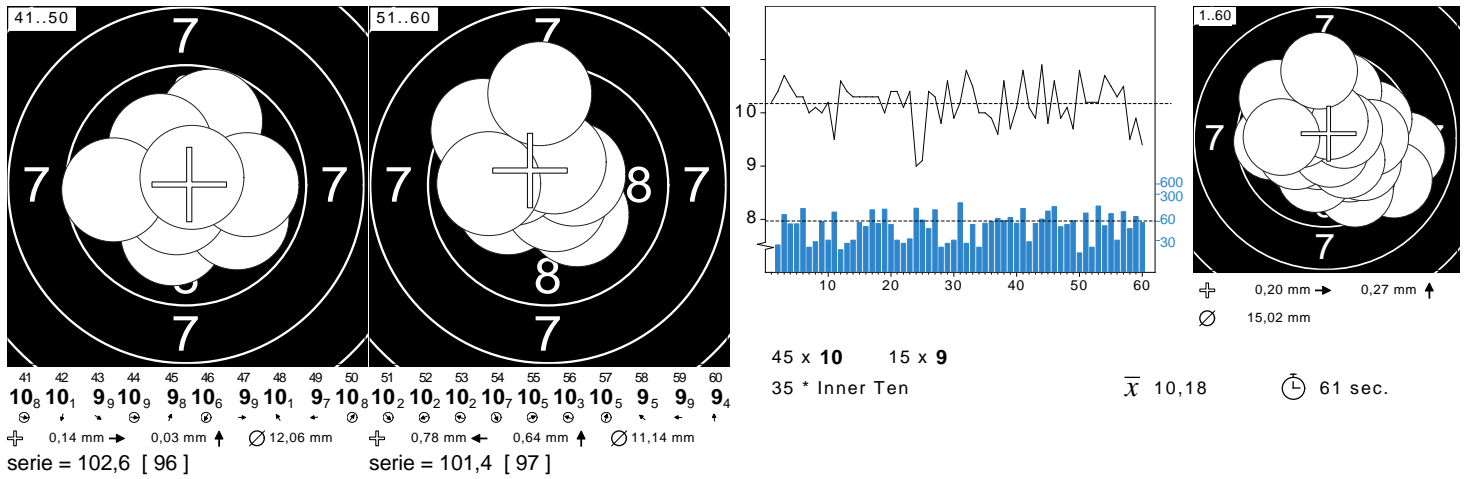 41..50
51..60
1..60
7
7
7
7
8
7
7
8
7
8
7
7
7
7
10
9
8
600
300
60
30
10 20 30 40 50 60
0,20 mm 0,27 mm
15,02 mm
45 x 10 15 x 9
35 * Inner Ten x 10,18 61 sec.
41 42 43 44 45 46 47 48 49 50
10₈ 10₁ 9₉ 10₉ 9₈ 10₆ 9₉ 10₁ 9₇ 10₈
0,14 mm 0,03 mm 12,06 mm
serie = 102,6 [ 96 ]
51 52 53 54 55 56 57 58 59 60
10₂ 10₂ 10₂ 10₇ 10₅ 10₃ 10₅ 9₅ 9₉ 9₄
0,78 mm 0,64 mm 11,14 mm
serie = 101,4 [ 97 ]